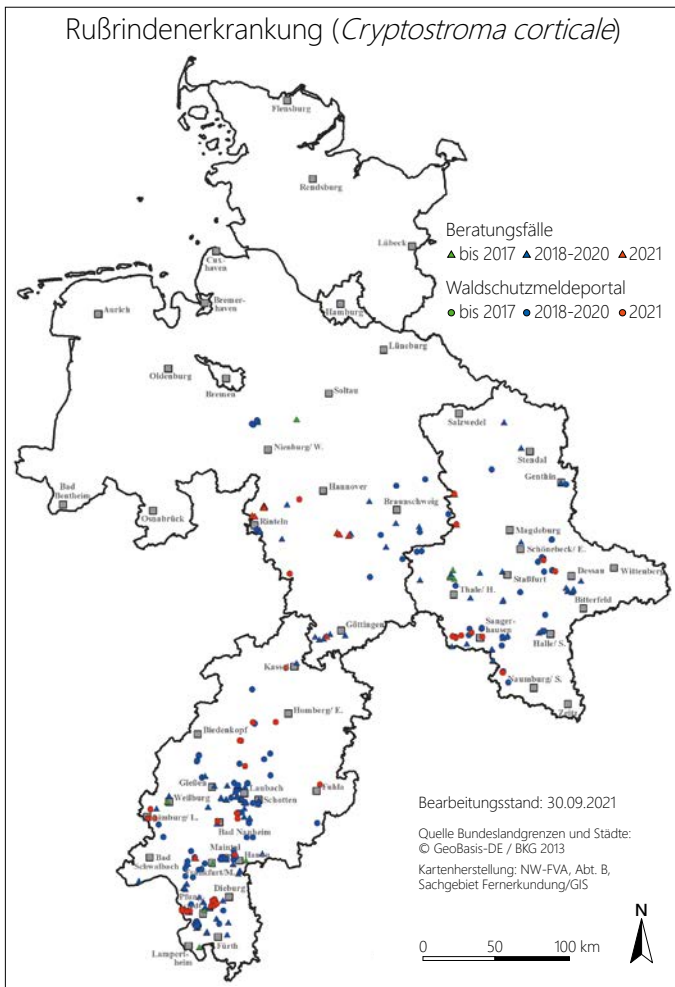 Rußrindenerkrankung (Cryptostroma corticale)
Flensburg
Rendsburg
Beratungsfälle
bis 2017 2018-2020 2021
Waldschutzmeldeportal
bis 2017 2018-2020 2021
Lübeck
Cux-
haven
Bremer-
haven
Hamburg
Aurich
Lüneburg
Oldenburg
Bremen
Soltau
Salzwedel
Nienburg/ W.
Stendal
Genthin
Bad
Bentheim
Osnabrück
Hannover
Braunschweig
Rinteln
Magdeburg
Schönebeck/ E.
Staßfurt
Dessau
Wittenberg
Thale/ H.
Bitterfeld
Göttingen
Sanger-
hausen
Halle/ S.
Kassel
Naumburg/ S.
Zeitz
Homberg/ E.
Biedenkopf
Gießen
Laubach
Weilburg
Schotten
Fulda
Bad Nauheim
Bad
Schwalbach
Maintal
Hanau
Frankfurt/M.
Dieburg
Fürth
Lampert-
heim
Bearbeitungsstand: 30.09.2021
Quelle Bundeslandgrenzen und Städte:
© GeoBasis-DE / BKG 2013
Kartenherstellung: NW-FVA, Abt. B,
Sachgebiet Fernerkundung/GIS
N
0 50 100 km